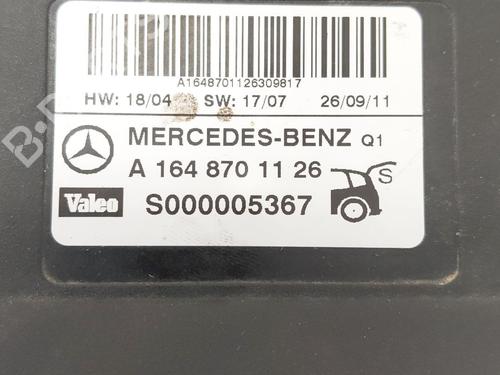 A1648701126309817
HW: 18/04 SW: 17/07 26/09/11
MERCEDES-BENZ Q1
A 164 870 11 26
Valeo S000005367 S